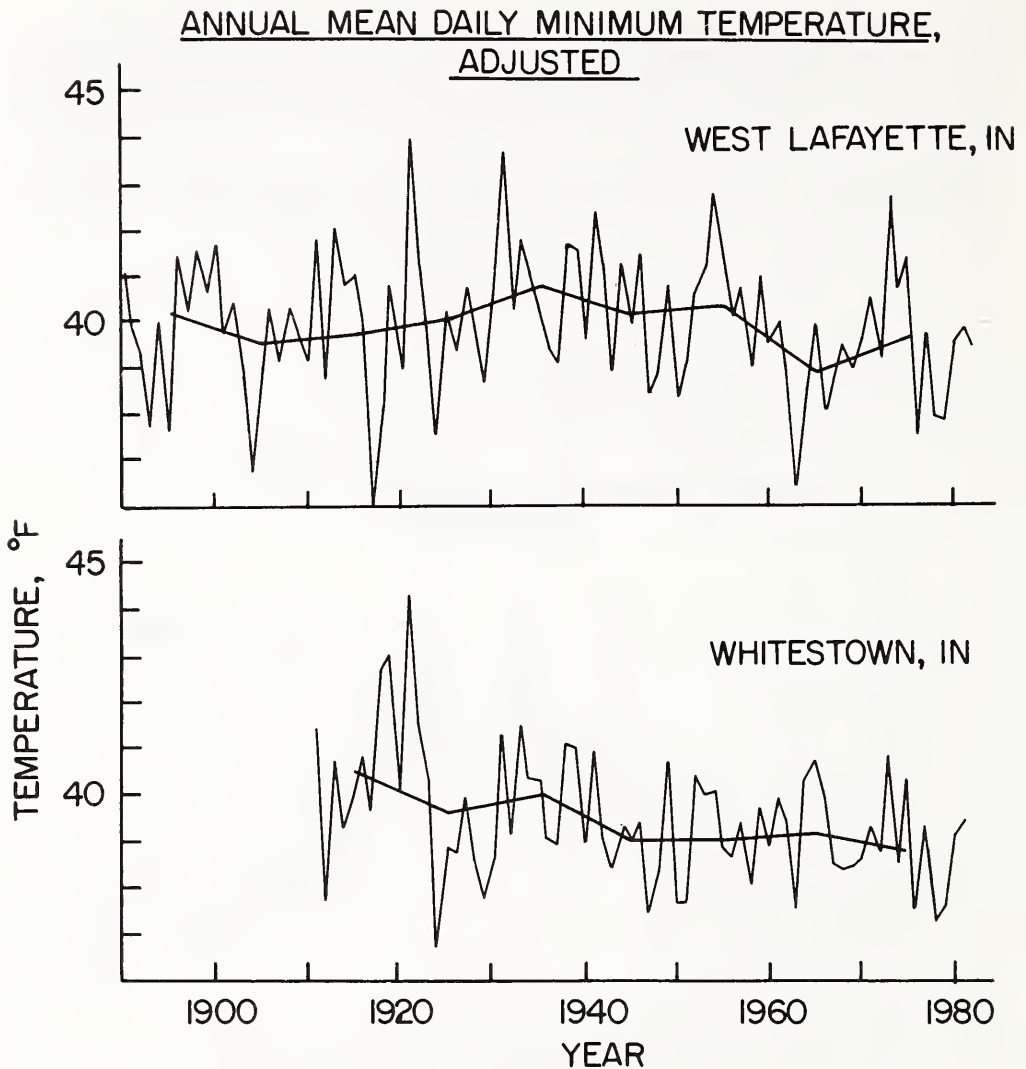 ANNUAL MEAN DAILY MINIMUM TEMPERATURE,
ADJUSTED
45
WEST LAFAYETTE, IN
40
TEMPERATURE, °F
45
WHITESTOWN, IN
40
1900 1920 1940 1960 1980
YEAR